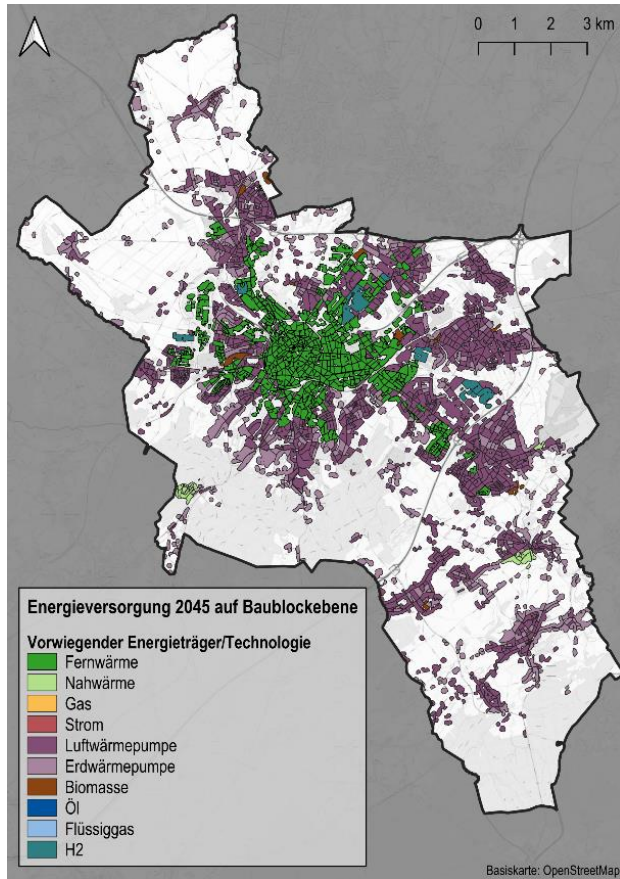 0 1 2 3 km
Energieversorgung 2045 auf Baublockebene
Vorwiegender Energieträger/Technologie
Fernwärme
Nahwärme
Gas
Strom
Luftwärmepumpe
Erdwärmepumpe
Biomasse
Öl
Flüssiggas
H2
Basiskarte: OpenStreetMap